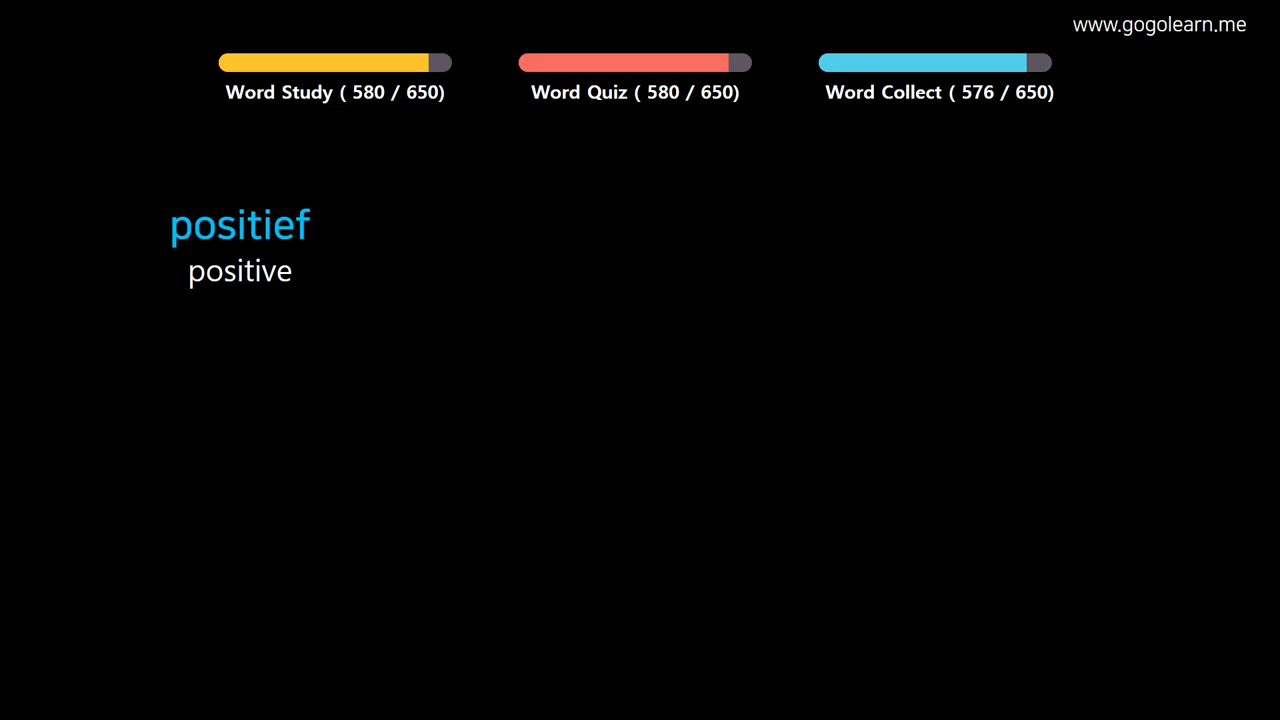 www.gogolearn.me
Word Study ( 580 / 650)
Word Quiz ( 580 / 650)
Word Collect ( 576 / 650)
positief
positive